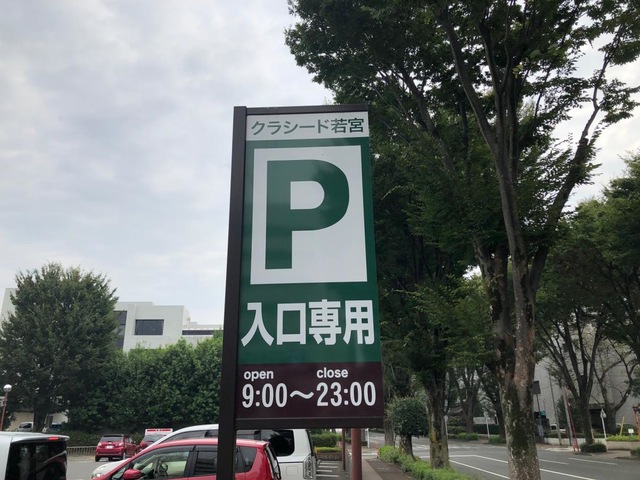 クラシード若宮
P
入口専用
open close
9:00〜23:00